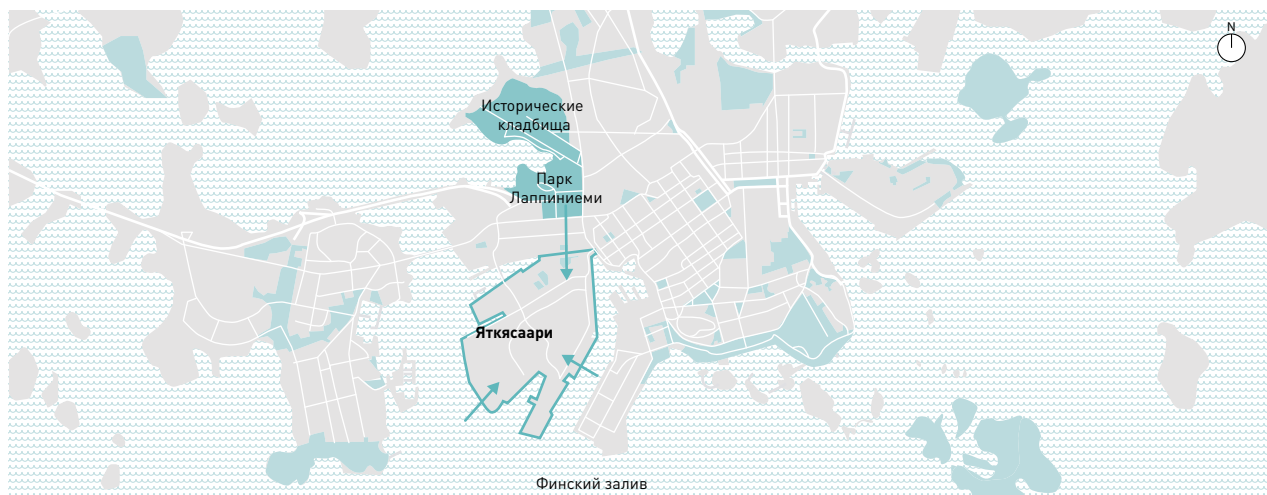 N
Исторические
кладбища
Парк
Лаппиниеми
Яткясаари
Финский залив